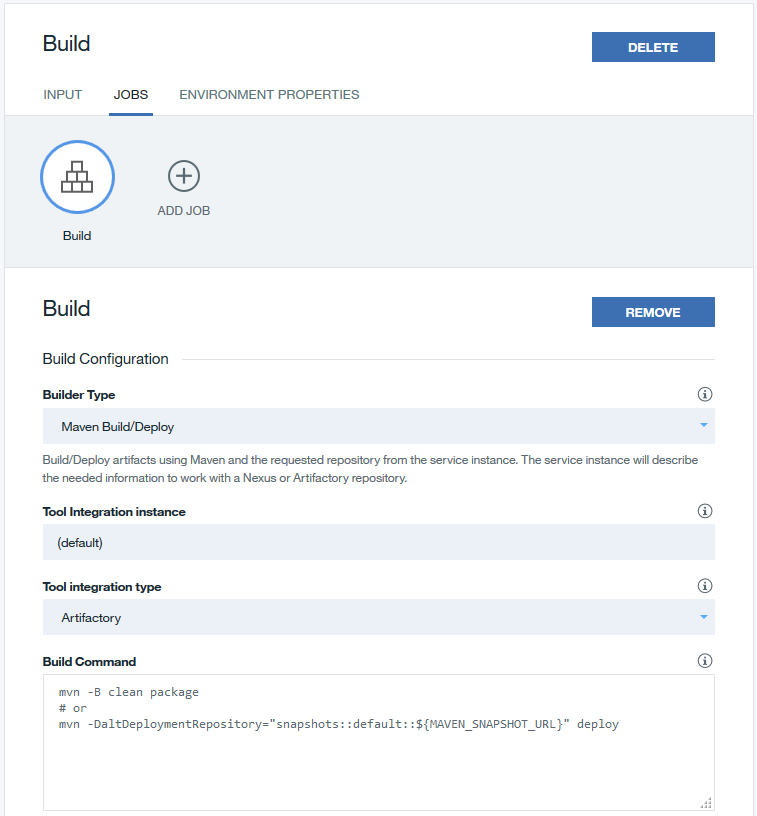 Build
DELETE
INPUT JOBS ENVIRONMENT PROPERTIES
ADD JOB
Build
Build
REMOVE
Build Configuration
Builder Type
Maven Build/Deploy
Build/Deploy artifacts using Maven and the requested repository from the service instance. The service instance will describe
the needed information to work with a Nexus or Artifactory repository.
Tool Integration instance
(default)
Tool integration type
Artifactory
Build Command
mvn -B clean package
# or
mvn -DaltDeploymentRepository="snapshots::default::${MAVEN_SNAPSHOT_URL}" deploy